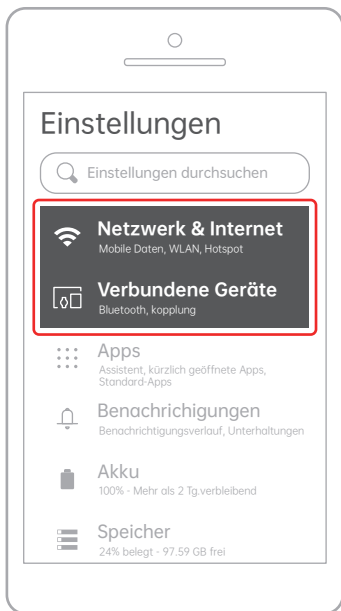 Einstellungen
Einstellungen durchsuchen
Netzwerk & Internet
Mobile Daten, WLAN, Hotspot
Verbundene Geräte
Bluetooth, kopplung
Apps
Assistent, kürzlich geöffnete Apps,
Standard-Apps
Benachrichigungen
Benachrichtigungsverlauf, Unterhaltungen
Akku
100% - Mehr als 2 Tg.verbleibend
Speicher
24% belegt - 97.59 GB frei